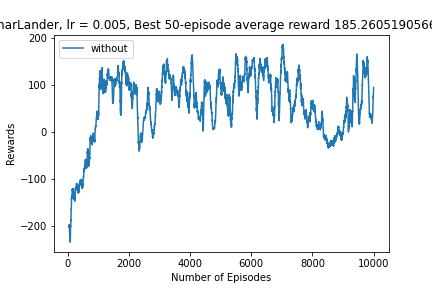 narLander, lr = 0.005, Best 50-episode average reward 185.2605190566
200
100
0
−100
−200
Rewards
without
0 2000 4000 6000 8000 10000
Number of Episodes